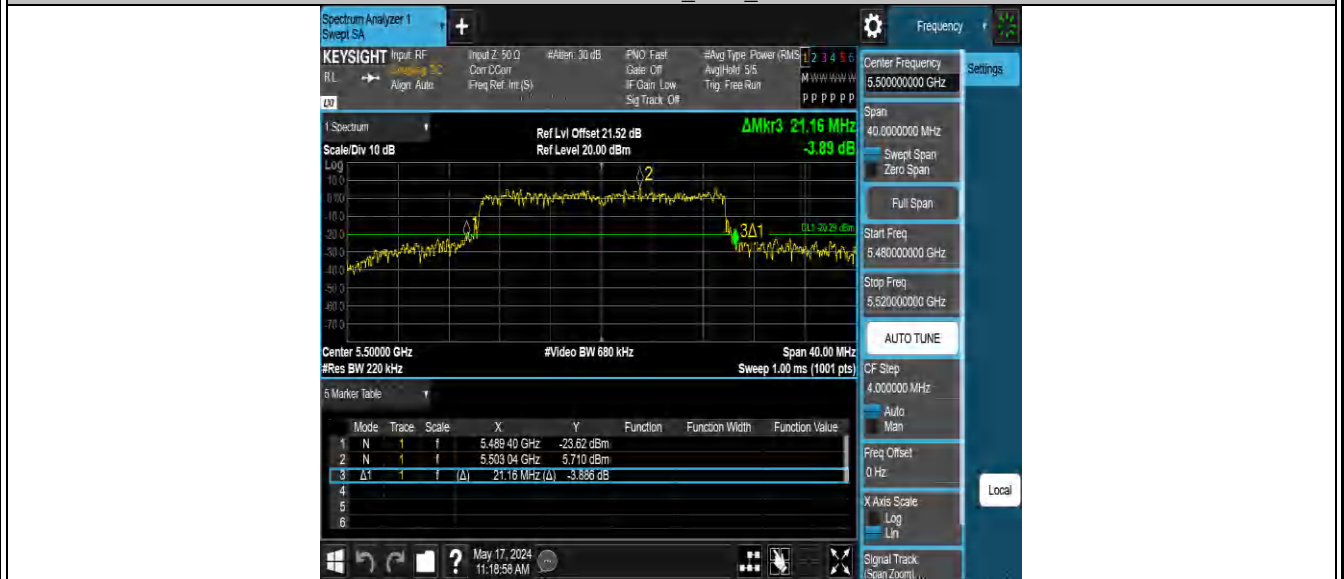 Spectrum Analyzer 1
Swept SA
+
Frequency
KEYSIGHT Input: RF
RL
Align: Auto
Input Z: 50 Ω
Corr CCorr
Freq Ref: Int (S)
#Atten: 30 dB
PNO: Fast
Gate: Off
IF Gain: Low
Sig Track: Off
#Avg Type: Power (RMS
Avg|Hold: 5/5
Trig: Free Run
1 2 3 4 5 6
M W W W W W
P P P P P P
LXI
1 Spectrum
Scale/Div 10 dB
Ref Lvl Offset 21.52 dB
Ref Level 20.00 dBm
ΔMkr3 21.16 MHz
-3.89 dB
Log
10.0
0.00
-10.0
-20.0
-30.0
-40.0
-50.0
-60.0
-70.0
1
2
3Δ1
DL1 -20.29 dBm
Center 5.50000 GHz
#Video BW 680 kHz
Span 40.00 MHz
#Res BW 220 kHz
Sweep 1.00 ms (1001 pts)
5 Marker Table
Mode Trace Scale X Y Function Function Width Function Value
1 N 1 f 5.489 40 GHz -23.62 dBm
2 N 1 f 5.503 04 GHz 5.710 dBm
3 Δ1 1 f (Δ) 21.16 MHz (Δ) -3.886 dB
4
5
6
May 17, 2024
11:18:58 AM
?
Center Frequency
5.500000000 GHz
Settings
Span
40.0000000 MHz
Swept Span
Zero Span
Full Span
Start Freq
5.480000000 GHz
Stop Freq
5.520000000 GHz
AUTO TUNE
CF Step
4.000000 MHz
Auto
Man
Freq Offset
0 Hz
X Axis Scale
Log
Lin
Local
Signal Track
(Span Zoom)